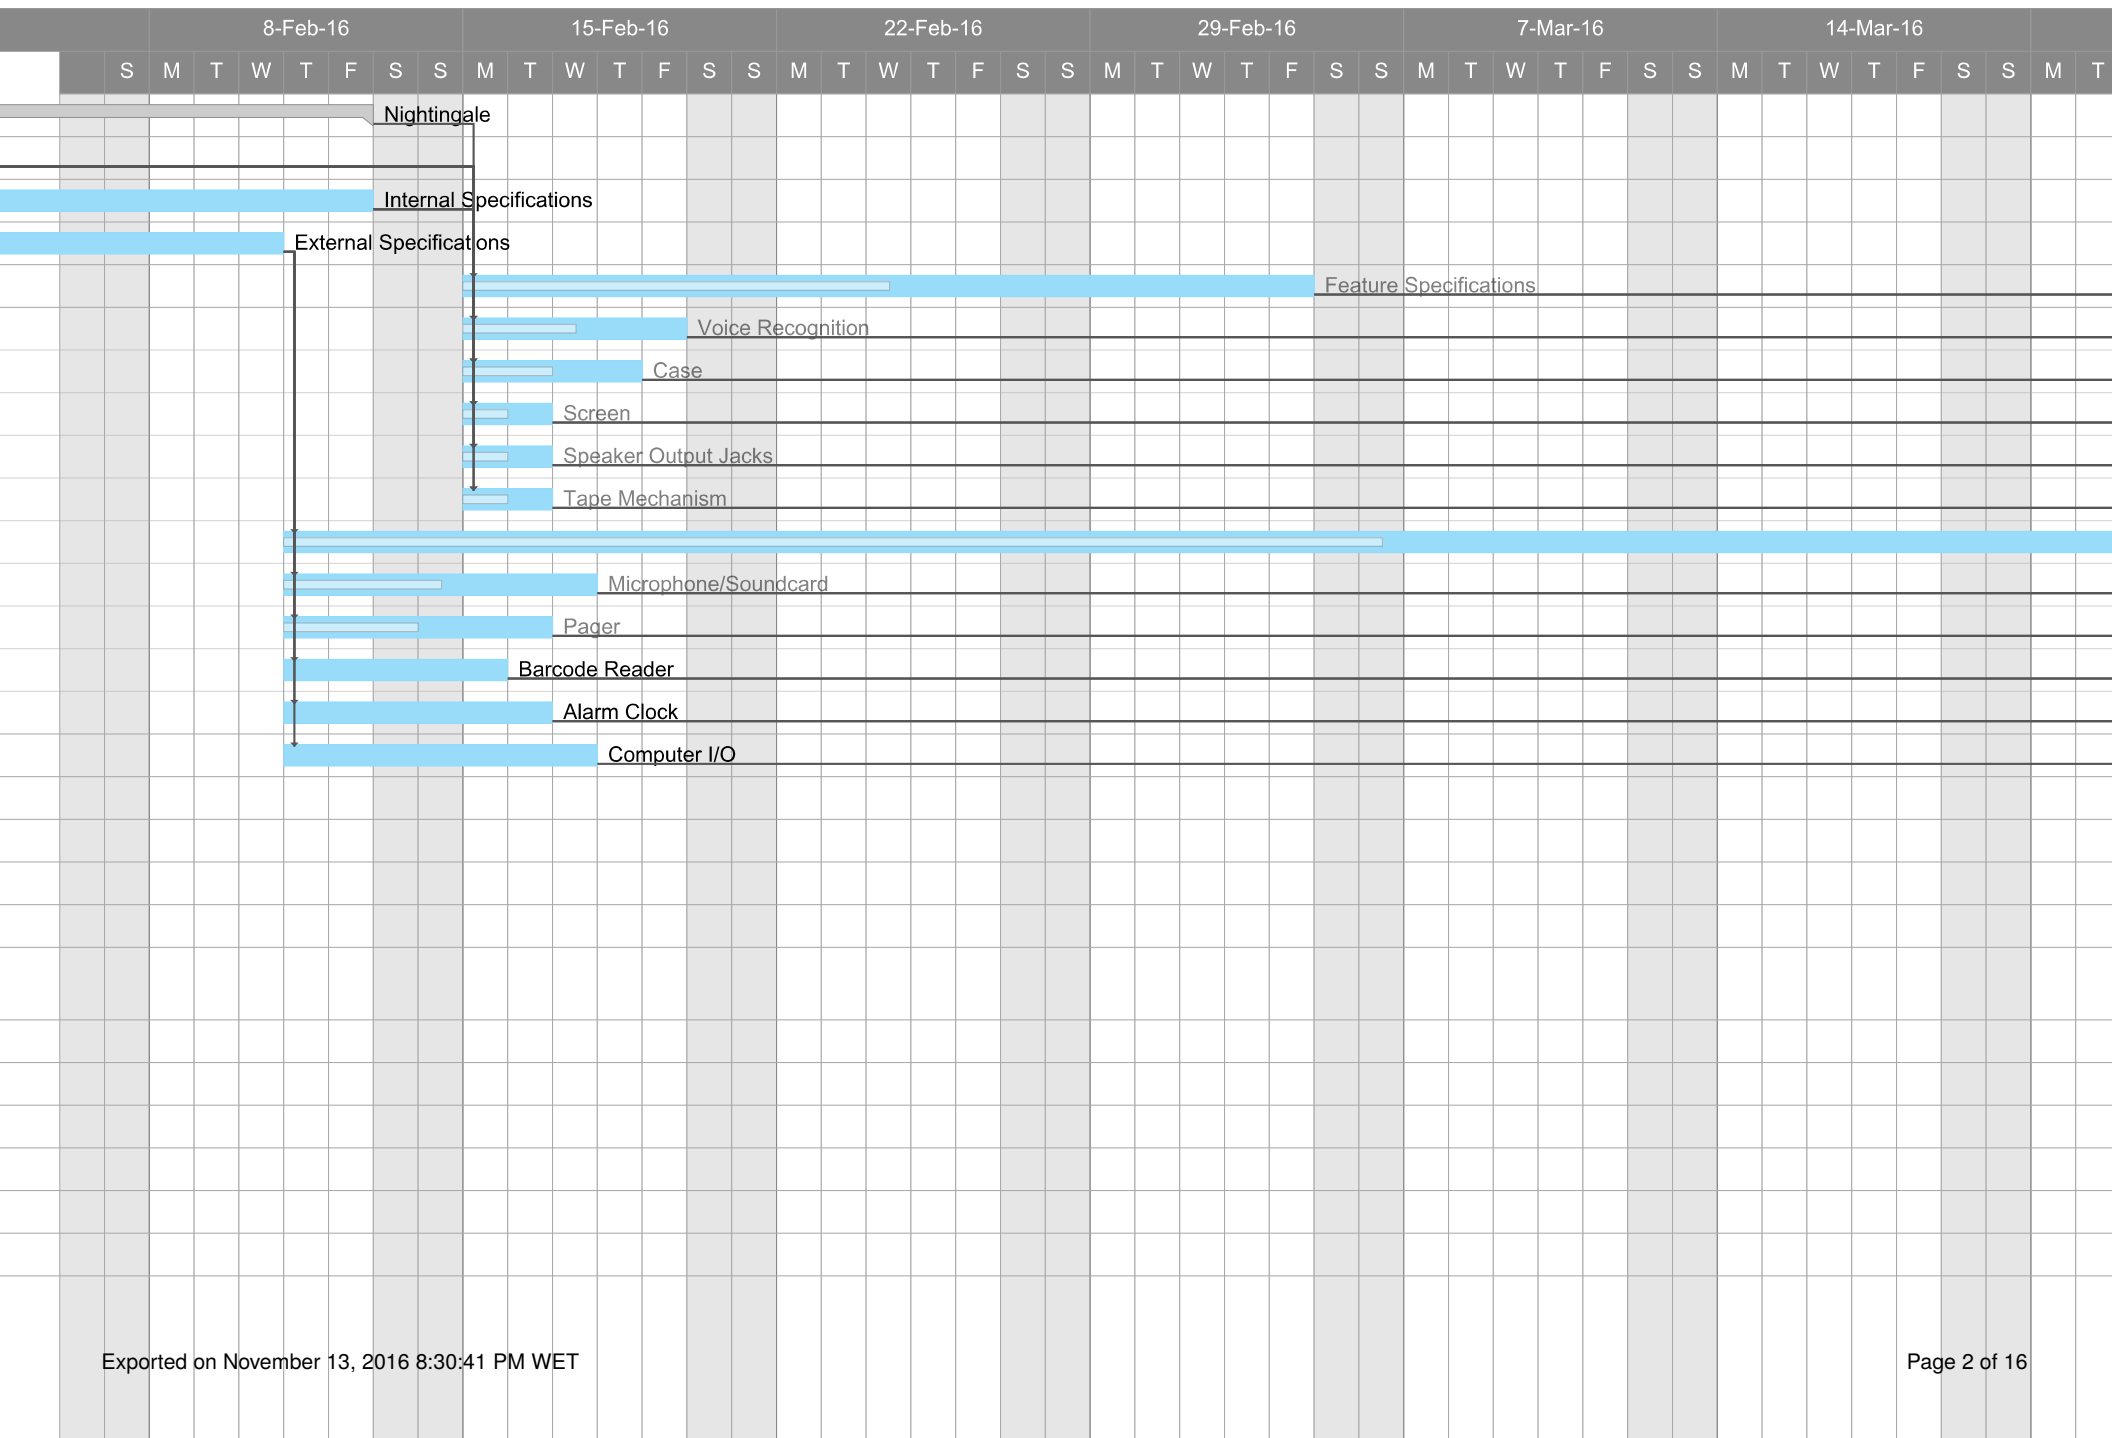 8-Feb-16 15-Feb-16 22-Feb-16 29-Feb-16 7-Mar-16 14-Mar-16
S M T W T F S S M T W T F S S M T W T F S S M T W T F S S M T W T F S S M T W T F S S M T
Nightingale
Internal Specifications
External Specifications
Feature Specifications
Voice Recognition
Case
Screen
Speaker Output Jacks
Tape Mechanism
Microphone/Soundcard
Pager
Barcode Reader
Alarm Clock
Computer I/O
Exported on November 13, 2016 8:30:41 PM WET Page 2 of 16